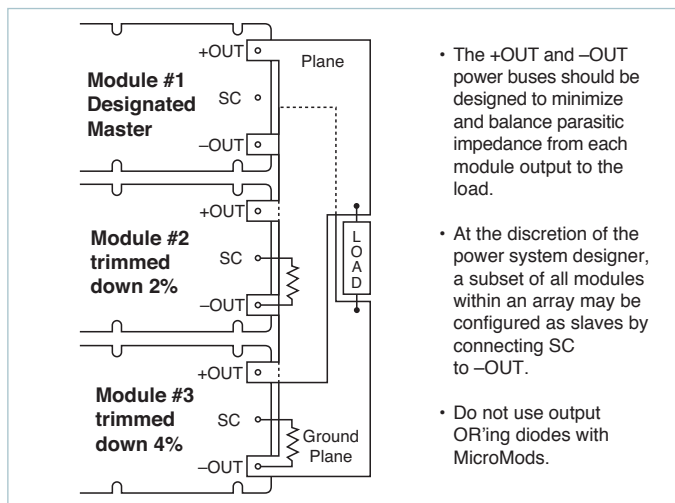 +OUT
Plane
Module #1
Designated
Master
SC
–OUT
+OUT
Module #2
trimmed
down 2%
SC
–OUT
LOAD
+OUT
Module #3
trimmed
down 4%
SC
Ground
Plane
–OUT
• The +OUT and –OUT
power buses should be
designed to minimize
and balance parasitic
impedance from each
module output to the
load.
• At the discretion of the
power system designer,
a subset of all modules
within an array may be
configured as slaves by
connecting SC
to –OUT.
• Do not use output
OR'ing diodes with
MicroMods.